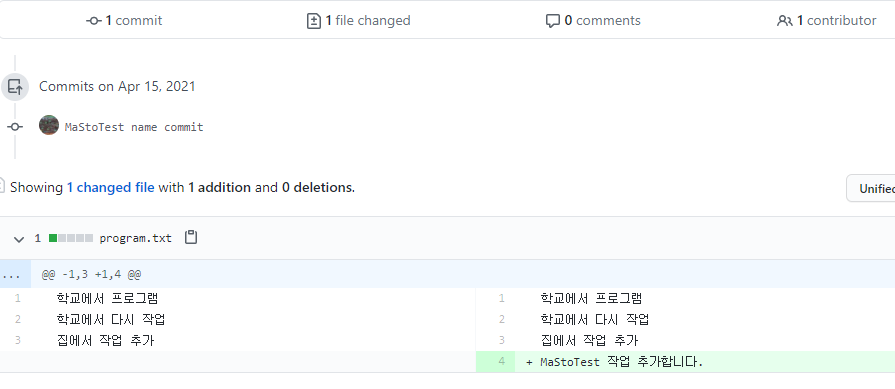 1 commit
1 file changed
0 comments
1 contributor
Commits on Apr 15, 2021
MaStoTest name commit
Showing 1 changed file with 1 addition and 0 deletions.
Unified
1 program.txt
... @@ -1,3 +1,4 @@
1 학교에서 프로그램 1 학교에서 프로그램
2 학교에서 다시 작업 2 학교에서 다시 작업
3 집에서 작업 추가 3 집에서 작업 추가
4 + MaStoTest 작업 추가합니다.